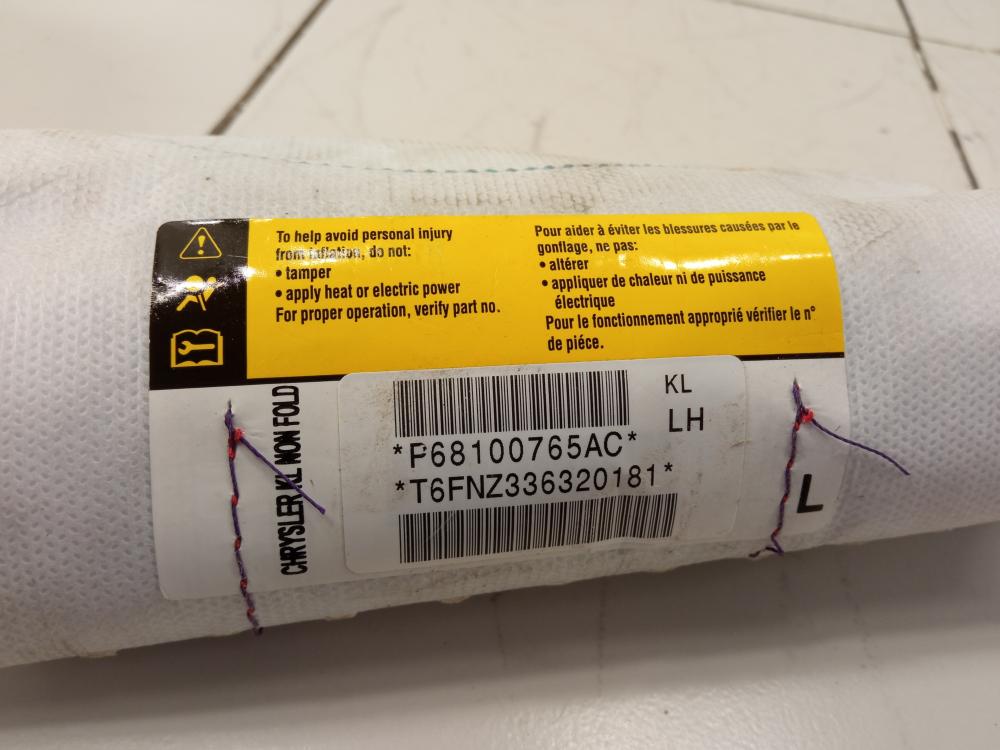 To help avoid personal injury
from inflation, do not:
• tamper
• apply heat or electric power
For proper operation, verify part no.
Pour aider à éviter les blessures causées par le
gonflage, ne pas:
• altérer
• appliquer de chaleur ni de puissance
électrique
Pour le fonctionnement approprié vérifier le n°
de piéce.
CHRYSLER KL NON FOLD
KL
LH
*P68100765AC*
*T6FNZ336320181*
L